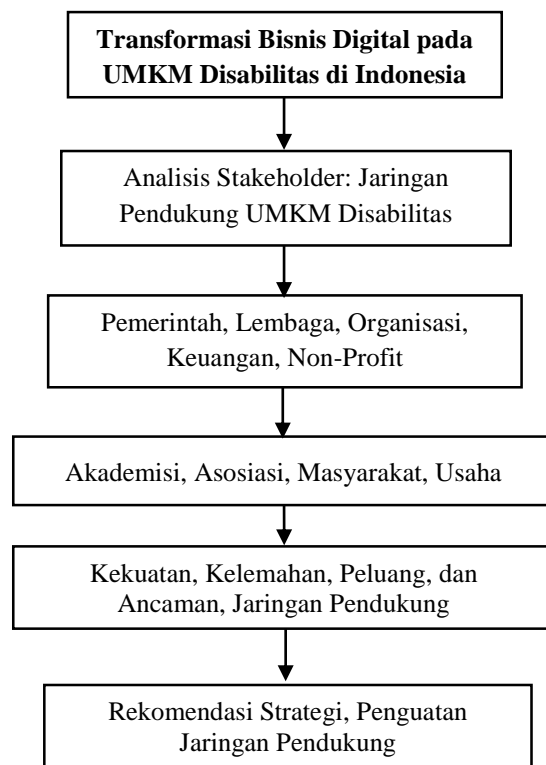 Transformasi Bisnis Digital pada
UMKM Disabilitas di Indonesia
Analisis Stakeholder: Jaringan
Pendukung UMKM Disabilitas
Pemerintah, Lembaga, Organisasi,
Keuangan, Non-Profit
Akademisi, Asosiasi, Masyarakat, Usaha
Kekuatan, Kelemahan, Peluang, dan
Ancaman, Jaringan Pendukung
Rekomendasi Strategi, Penguatan
Jaringan Pendukung